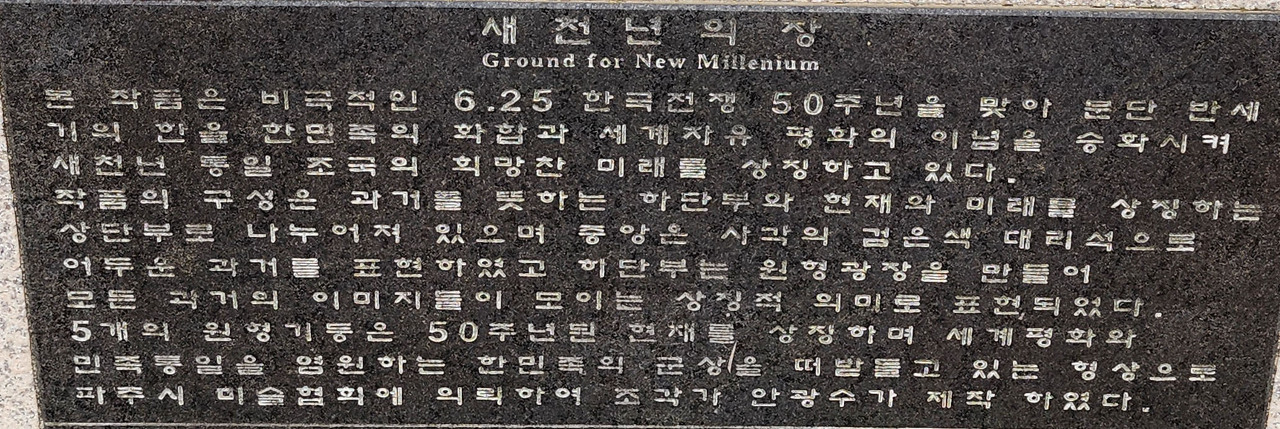 새 천 년 의 장
Ground for New Millenium
본 작품은 비극적인 6.25 한국전쟁 50주년을 맞아 분단 반세
기의 한을 한민족의 화합과 세계자유 평화의 이념을 승화시켜
새천년 통일 조국의 희망찬 미래를 상징하고 있다.
작품의 구성은 과거를 뜻하는 하단부와 현재와 미래를 상징하는
상단부로 나누어져 있으며 중앙은 사각의 검은색 대리석으로
어두운 과거를 표현하였고 하단부는 원형광장을 만들어
모든 과거의 이미지들이 모이는 상징적 의미로 표현되었다.
5개의 원형기둥은 50주년된 현재를 상징하며 세계평화와
민족통일을 염원하는 한민족의 군상을 떠받들고 있는 형상으로
파주시 미술협회에 의뢰하여 조각가 안광수가 제작 하였다.